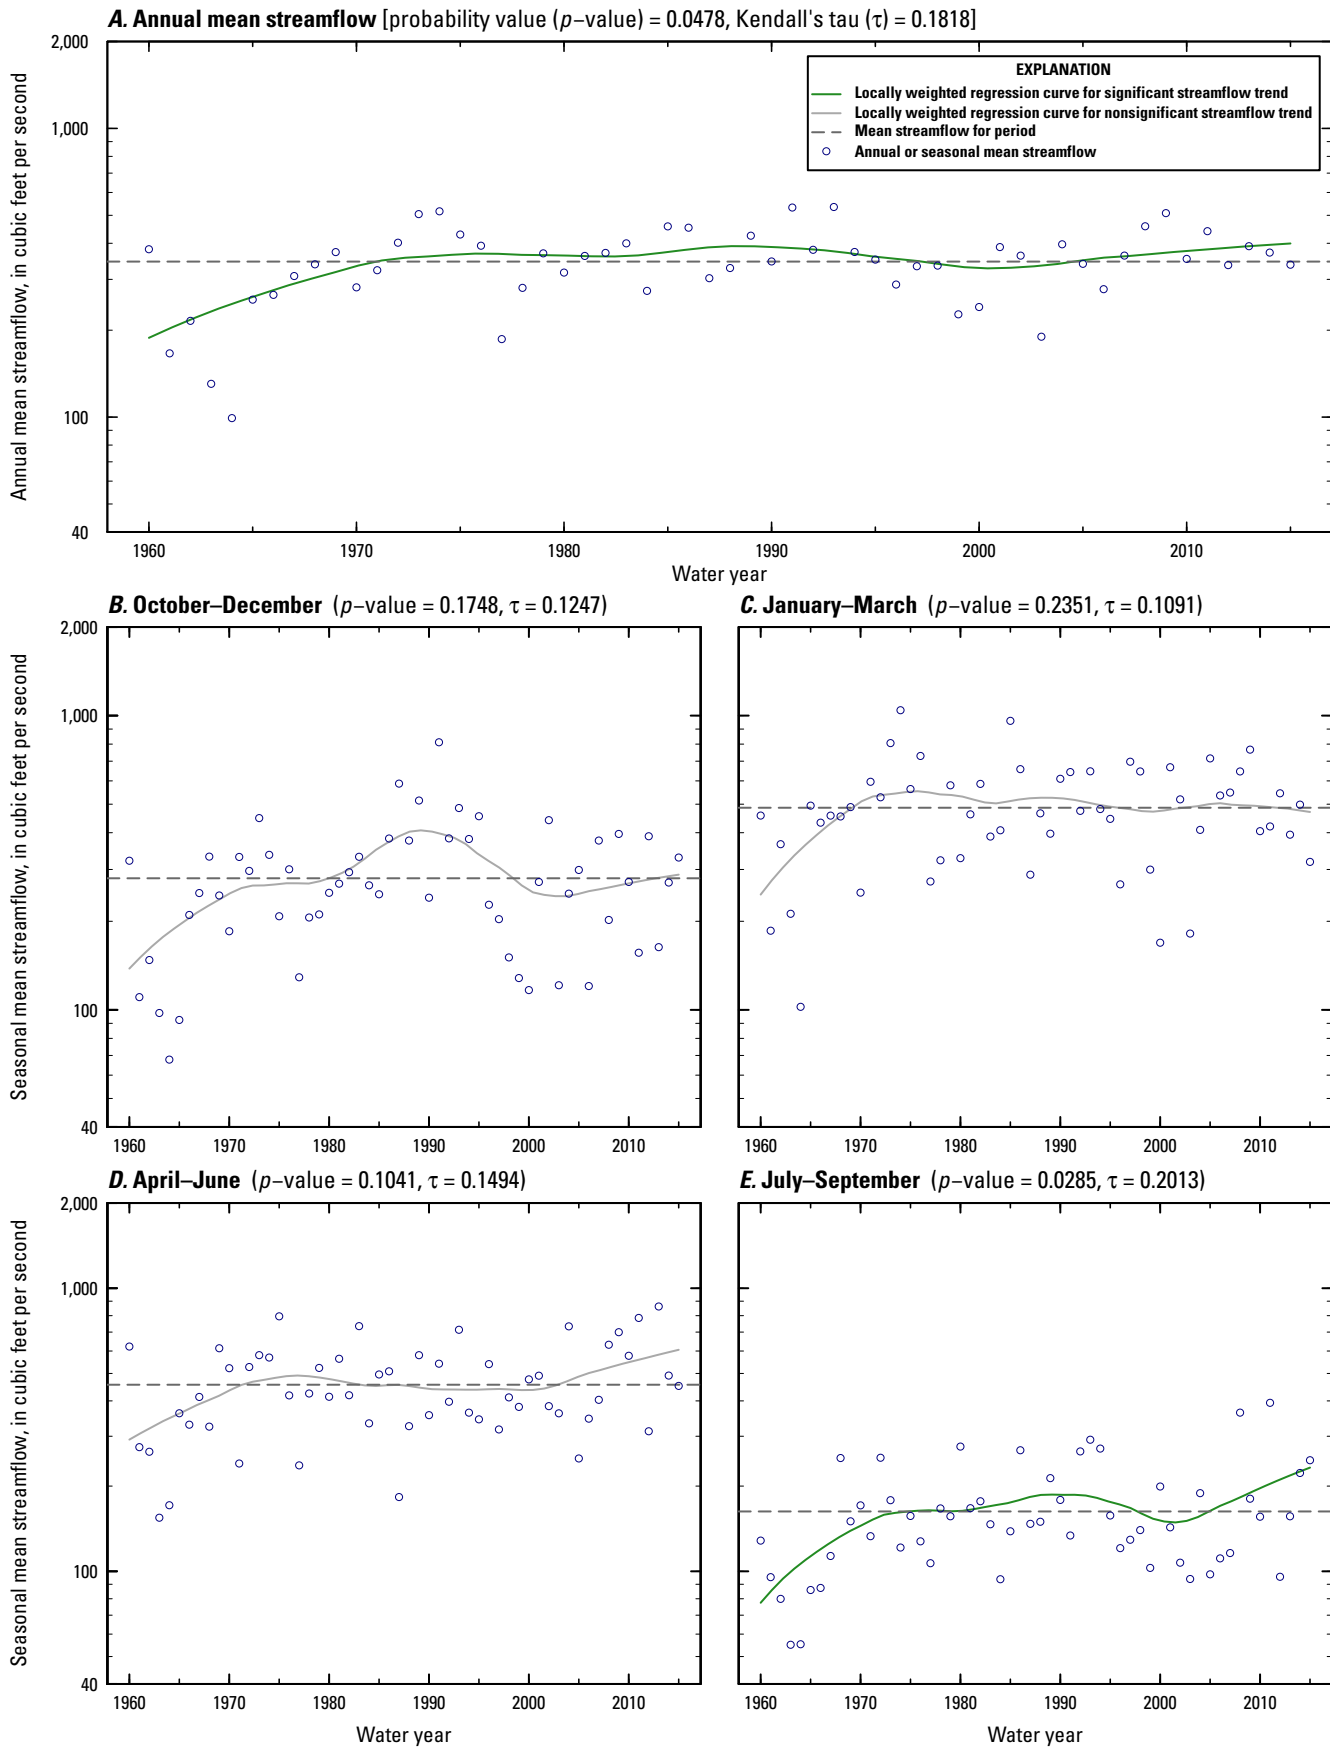 A. Annual mean streamflow [probability value (p–value) = 0.0478, Kendall's tau (τ) = 0.1818]
Annual mean streamflow, in cubic feet per second
2,000
1,000
100
40
EXPLANATION
Locally weighted regression curve for significant streamflow trend
Locally weighted regression curve for nonsignificant streamflow trend
Mean streamflow for period
Annual or seasonal mean streamflow
1960 1970 1980 1990 2000 2010
Water year
B. October–December (p–value = 0.1748, τ = 0.1247)
Seasonal mean streamflow, in cubic feet per second
2,000
1,000
100
40
1960 1970 1980 1990 2000 2010
C. January–March (p–value = 0.2351, τ = 0.1091)
1960 1970 1980 1990 2000 2010
D. April–June (p–value = 0.1041, τ = 0.1494)
Seasonal mean streamflow, in cubic feet per second
2,000
1,000
100
40
1960 1970 1980 1990 2000 2010
Water year
E. July–September (p–value = 0.0285, τ = 0.2013)
1960 1970 1980 1990 2000 2010
Water year